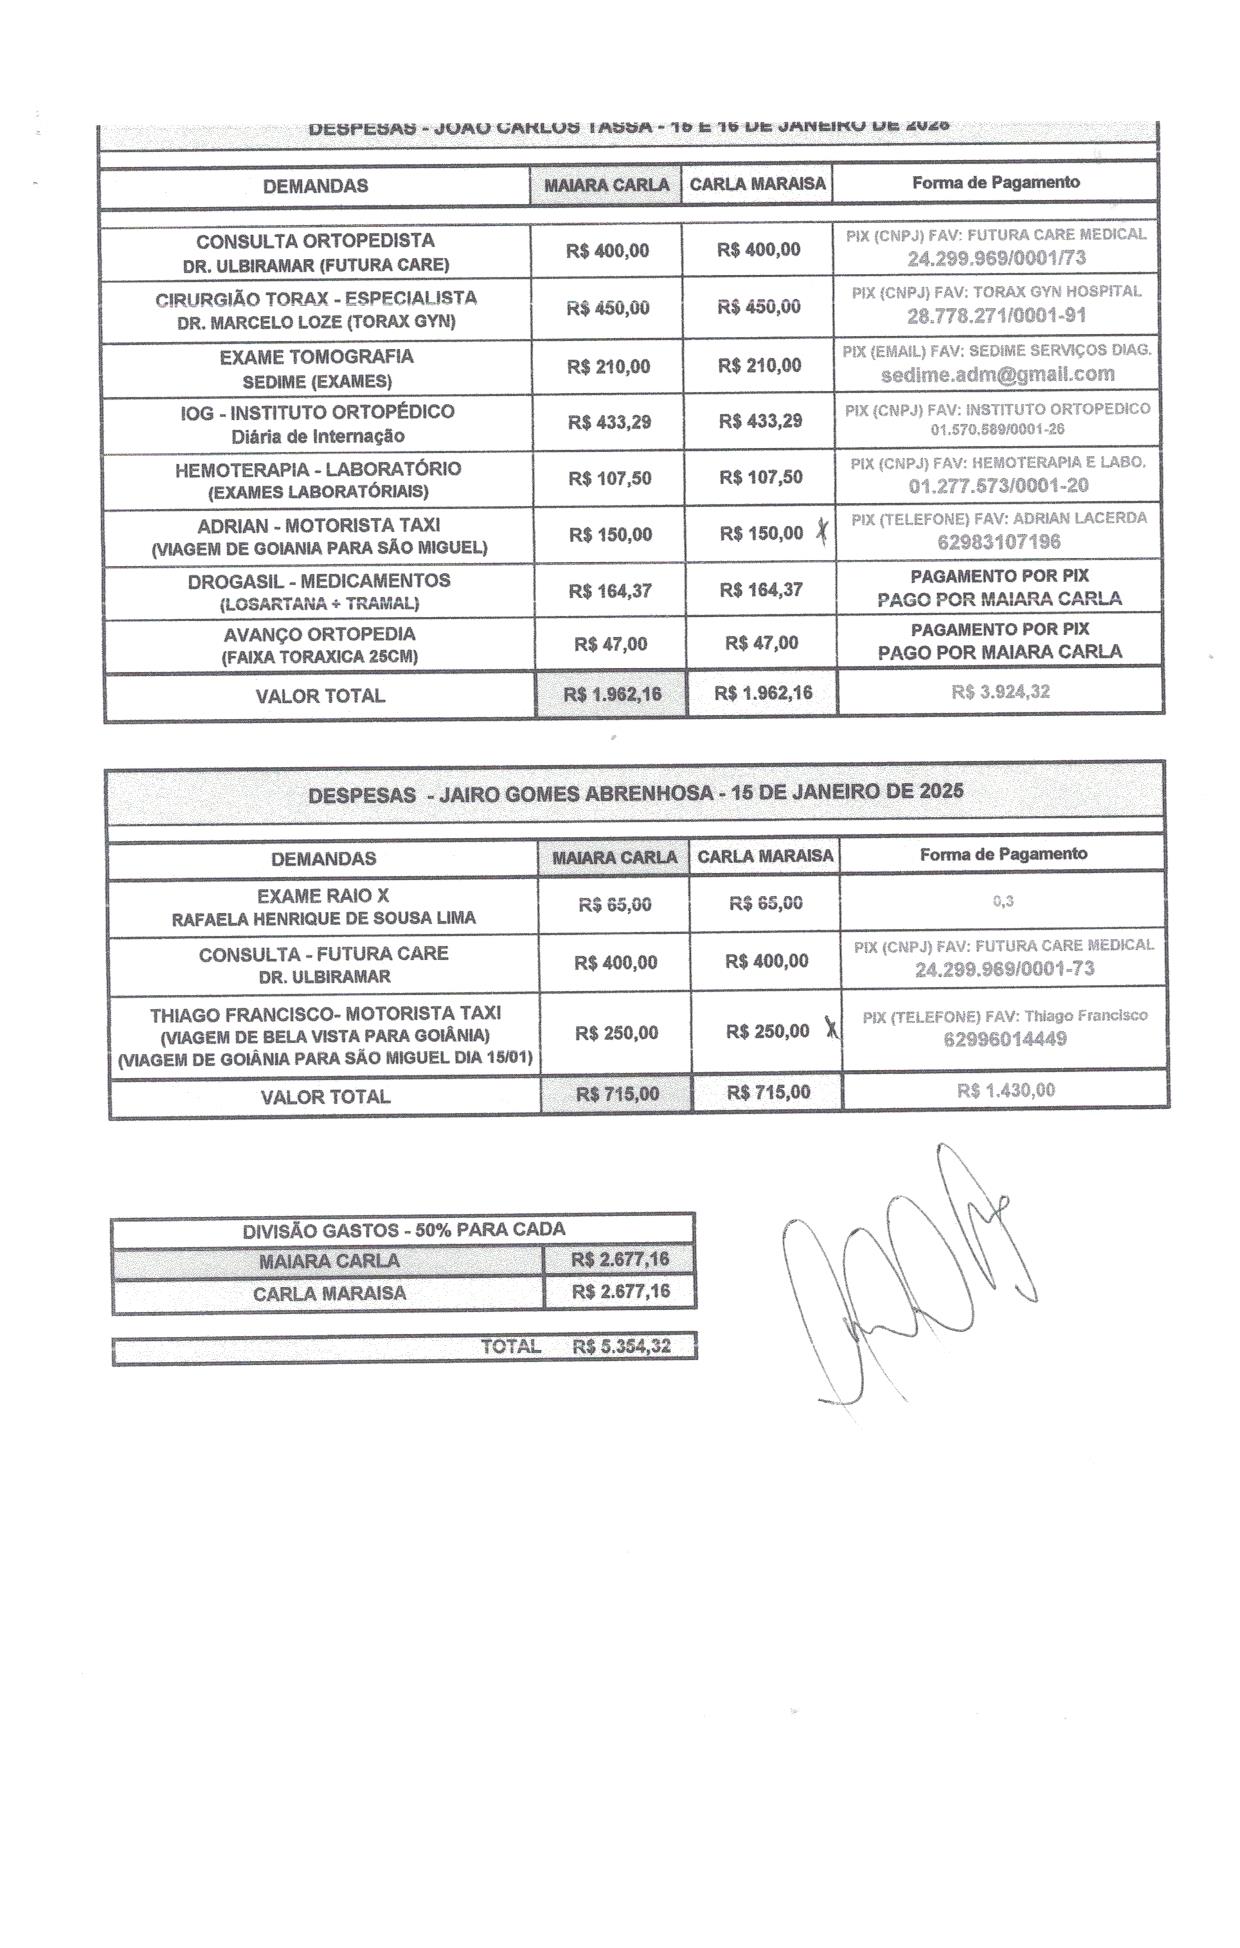 DESPESAS - JOAO CARLOS TASSA - 15 E 16 DE JANEIRO DE 2025
DEMANDAS MAIARA CARLA CARLA MARAISA Forma de Pagamento
CONSULTA ORTOPEDISTA
DR. ULBIRAMAR (FUTURA CARE)
R$ 400,00 R$ 400,00
PIX (CNPJ) FAV: FUTURA CARE MEDICAL
24.299.969/0001/73
CIRURGIÃO TORAX - ESPECIALISTA
DR. MARCELO LOZE (TORAX GYN)
R$ 450,00 R$ 450,00
PIX (CNPJ) FAV: TORAX GYN HOSPITAL
28.778.271/0001-91
EXAME TOMOGRAFIA
SEDIME (EXAMES)
R$ 210,00 R$ 210,00
PIX (EMAIL) FAV: SEDIME SERVIÇOS DIAG.
sedime.adm@gmail.com
IOG - INSTITUTO ORTOPÉDICO
Diária de Internação
R$ 433,29 R$ 433,29
PIX (CNPJ) FAV: INSTITUTO ORTOPEDICO
01.570.589/0001-26
HEMOTERAPIA - LABORATÓRIO
(EXAMES LABORATÓRIAIS)
R$ 107,50 R$ 107,50
PIX (CNPJ) FAV: HEMOTERAPIA E LABO.
01.277.573/0001-20
ADRIAN - MOTORISTA TAXI
(VIAGEM DE GOIANIA PARA SÃO MIGUEL)
R$ 150,00 R$ 150,00
PIX (TELEFONE) FAV: ADRIAN LACERDA
62983107196
DROGASIL - MEDICAMENTOS
(LOSARTANA + TRAMAL)
R$ 164,37 R$ 164,37
PAGAMENTO POR PIX
PAGO POR MAIARA CARLA
AVANÇO ORTOPEDIA
(FAIXA TORAXICA 25CM)
R$ 47,00 R$ 47,00
PAGAMENTO POR PIX
PAGO POR MAIARA CARLA
VALOR TOTAL R$ 1.962,16 R$ 1.962,16 R$ 3.924,32
DESPESAS - JAIRO GOMES ABRENHOSA - 15 DE JANEIRO DE 2025
DEMANDAS MAIARA CARLA CARLA MARAISA Forma de Pagamento
EXAME RAIO X
RAFAELA HENRIQUE DE SOUSA LIMA
R$ 65,00 R$ 65,00
0,3
CONSULTA - FUTURA CARE
DR. ULBIRAMAR
R$ 400,00 R$ 400,00
PIX (CNPJ) FAV: FUTURA CARE MEDICAL
24.299.969/0001-73
THIAGO FRANCISCO- MOTORISTA TAXI
(VIAGEM DE BELA VISTA PARA GOIÂNIA)
(VIAGEM DE GOIÂNIA PARA SÃO MIGUEL DIA 15/01)
R$ 250,00 R$ 250,00
PIX (TELEFONE) FAV: Thiago Francisco
62996014449
VALOR TOTAL R$ 715,00 R$ 715,00 R$ 1.430,00
DIVISÃO GASTOS - 50% PARA CADA
MAIARA CARLA R$ 2.677,16
CARLA MARAISA R$ 2.677,16
TOTAL R$ 5.354,32